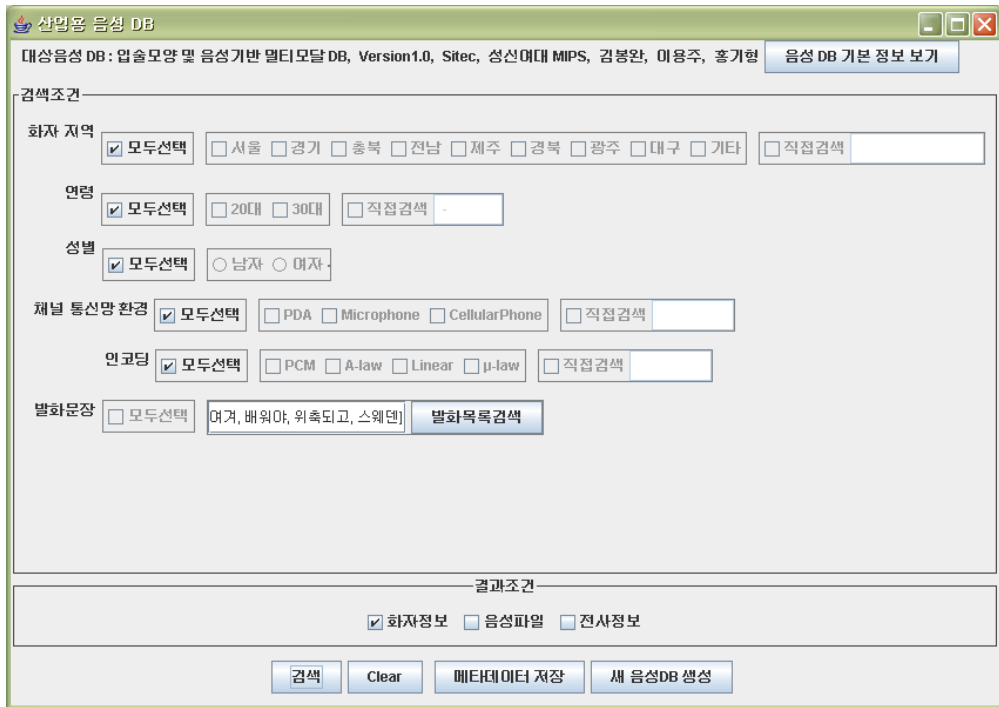 산업용 음성 DB
대상음성 DB : 입술모양 및 음성기반 멀티모달 DB, Version1.0, Sitec, 성신여대 MIPS, 김봉완, 이용주, 홍기형 음성 DB 기본 정보 보기
검색조건
화자 지역 모두선택 서울 경기 충북 전남 제주 경북 광주 대구 기타 직접검색
연령 모두선택 20대 30대 직접검색 -
성별 모두선택 남자 여자
채널 통신망 환경 모두선택 PDA Microphone CellularPhone 직접검색
인코딩 모두선택 PCM A-law Linear μ-law 직접검색
발화문장 모두선택 여겨, 배워야, 위축되고, 스웨덴] 발화목록검색
결과조건
화자정보 음성파일 전사정보
검색 Clear 메타데이터 저장 새 음성DB 생성